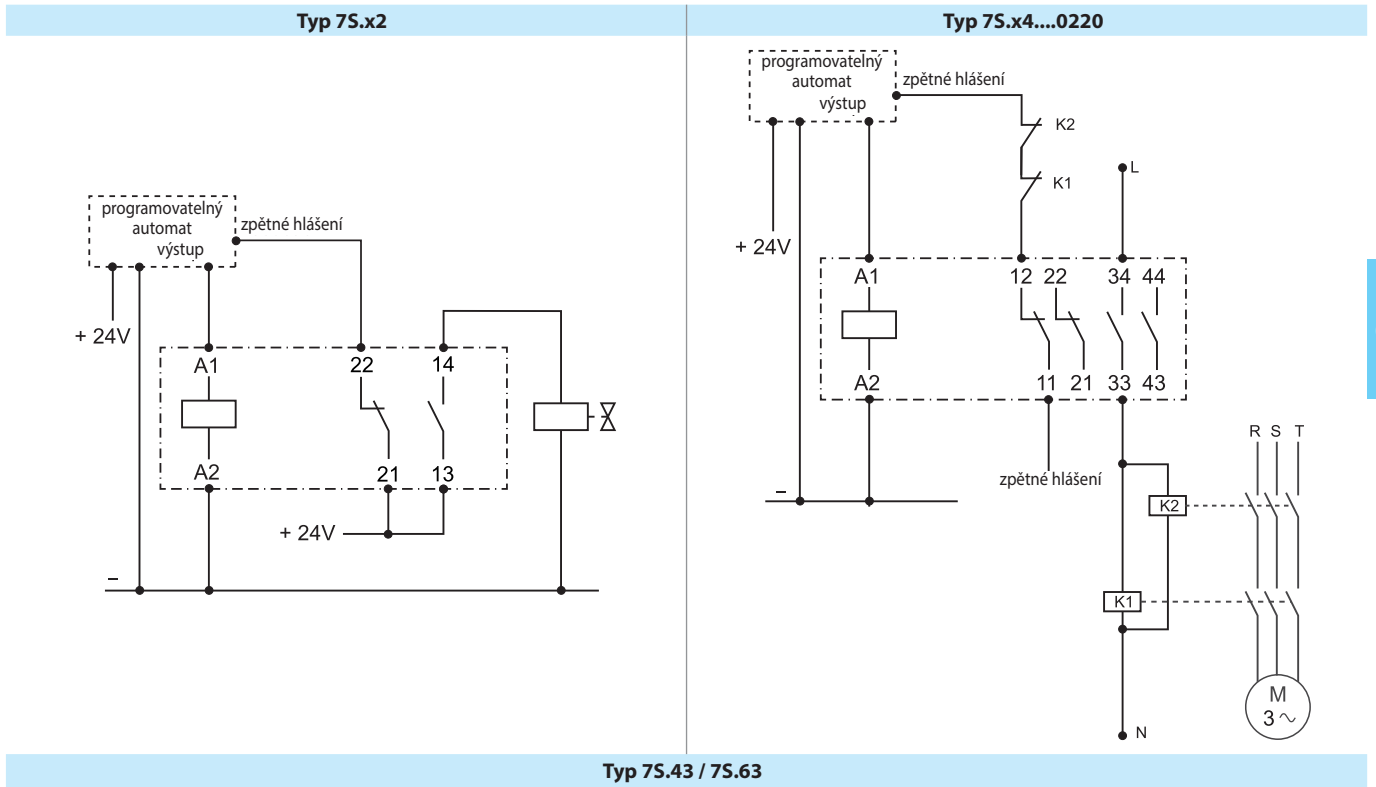 Typ 7S.x2
programovatelný
automat
výstup
zpětné hlášení
+ 24V
A1
22
14
A2
21
13
+ 24V
–
Typ 7S.x4....0220
programovatelný
automat
výstup
zpětné hlášení
K2
K1
L
+ 24V
A1
12 22
34 44
A2
11 21
33 43
zpětné hlášení
–
R S T
K2
K1
M
3 ~
N
Typ 7S.43 / 7S.63